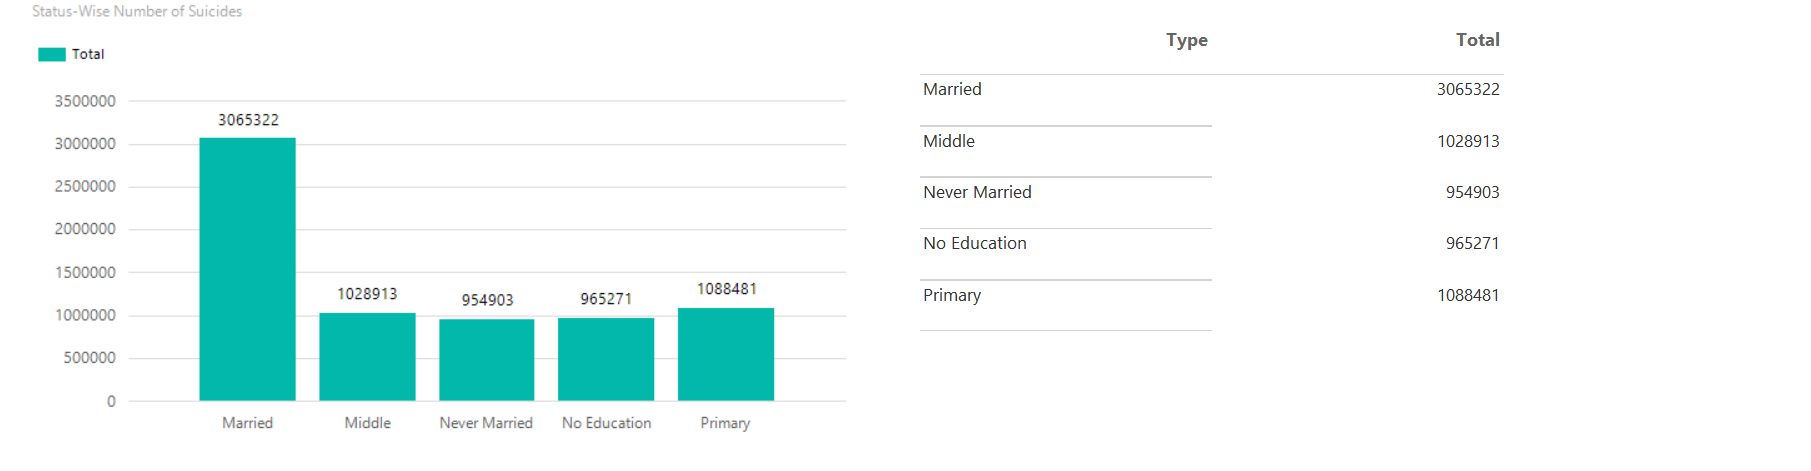 Status-Wise Number of Suicides
Total
3500000
3000000
2500000
2000000
1500000
1000000
500000
0
3065322
1028913
954903
965271
1088481
Married Middle Never Married No Education Primary
Type Total
Married 3065322
Middle 1028913
Never Married 954903
No Education 965271
Primary 1088481